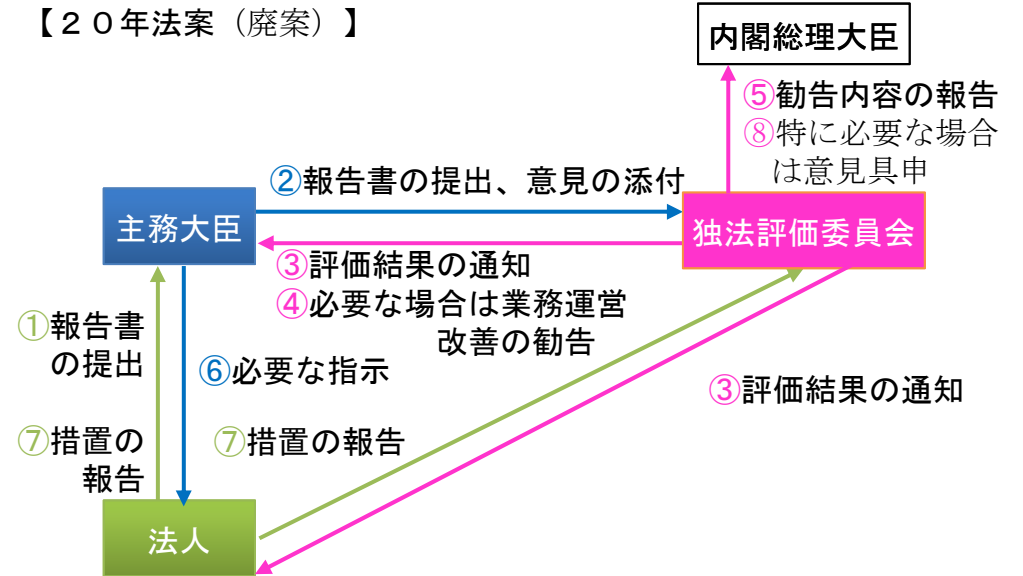 【２０年法案（廃案）】
内閣総理大臣
⑤勧告内容の報告
⑧特に必要な場合
は意見具申
②報告書の提出、意見の添付
主務大臣
独法評価委員会
③評価結果の通知
④必要な場合は業務運営
改善の勧告
①報告書
の提出
⑥必要な指示
③評価結果の通知
⑦措置の
報告
⑦措置の報告
法人